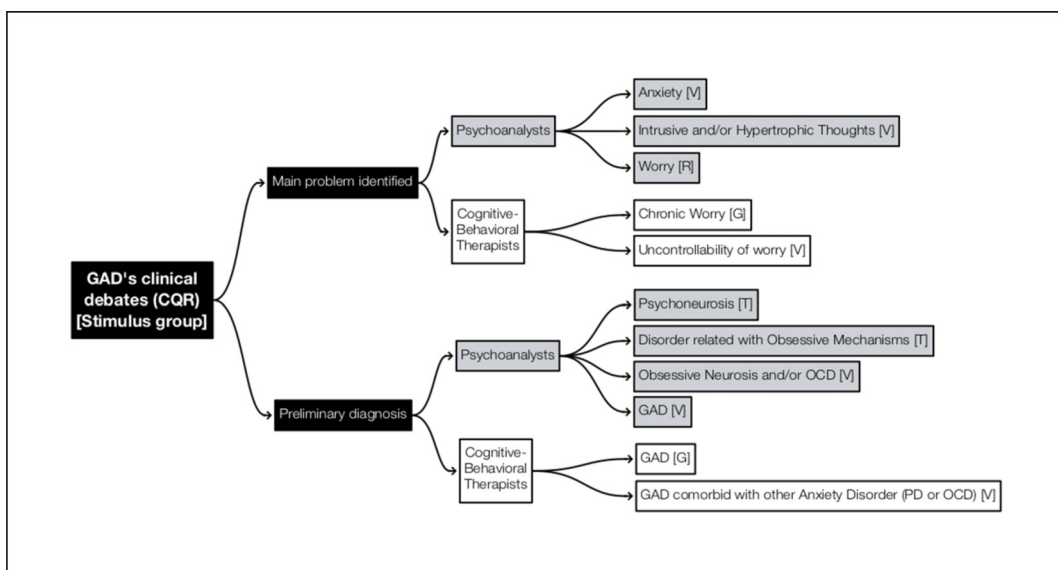 GAD's clinical
debates (CQR)
[Stimulus group]
Main problem identified
Psychoanalysts
Anxiety [V]
Intrusive and/or Hypertrophic Thoughts [V]
Worry [R]
Cognitive-
Behavioral
Therapists
Chronic Worry [G]
Uncontrollability of worry [V]
Preliminary diagnosis
Psychoanalysts
Psychoneurosis [T]
Disorder related with Obsessive Mechanisms [T]
Obsessive Neurosis and/or OCD [V]
GAD [V]
Cognitive-
Behavioral
Therapists
GAD [G]
GAD comorbid with other Anxiety Disorder (PD or OCD) [V]